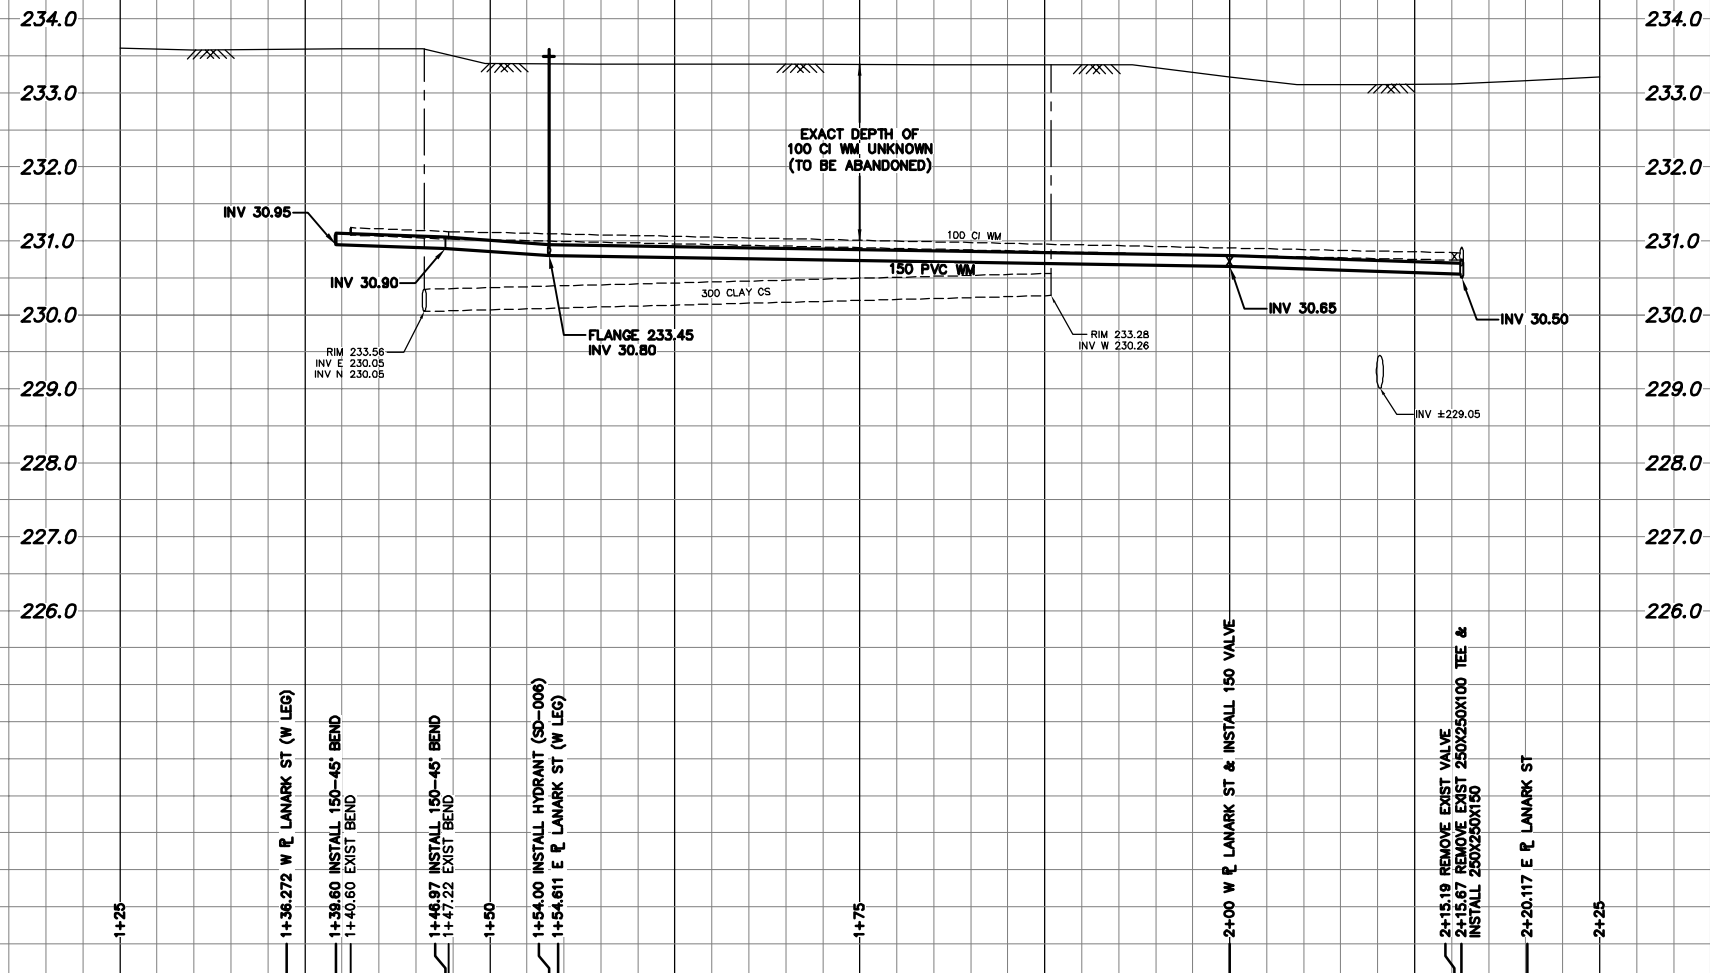 234.0
234.0
233.0
233.0
EXACT DEPTH OF
100 CI WM UNKNOWN
(TO BE ABANDONED)
232.0
232.0
INV 30.95
231.0
231.0
100 CI WM
150 PVC WM
INV 30.90
300 CLAY CS
INV 30.65
INV 30.50
230.0
230.0
FLANGE 233.45
INV 30.80
RIM 233.28
INV W 230.26
RIM 233.56
INV E 230.05
INV N 230.05
229.0
229.0
INV ±229.05
228.0
228.0
227.0
227.0
226.0
226.0
1+25
1+36.272 W PL LANARK ST (W LEG)
1+39.60 INSTALL 150-45° BEND
1+40.60 EXIST BEND
1+46.97 INSTALL 150-45° BEND
1+47.22 EXIST BEND
1+50
1+54.00 INSTALL HYDRANT (SD-006)
1+54.611 E PL LANARK ST (W LEG)
1+75
2+00 W PL LANARK ST & INSTALL 150 VALVE
2+15.19 REMOVE EXIST VALVE
2+15.67 REMOVE EXIST 250X250X100 TEE &
INSTALL 250X250X150
2+20.117 E PL LANARK ST
2+25